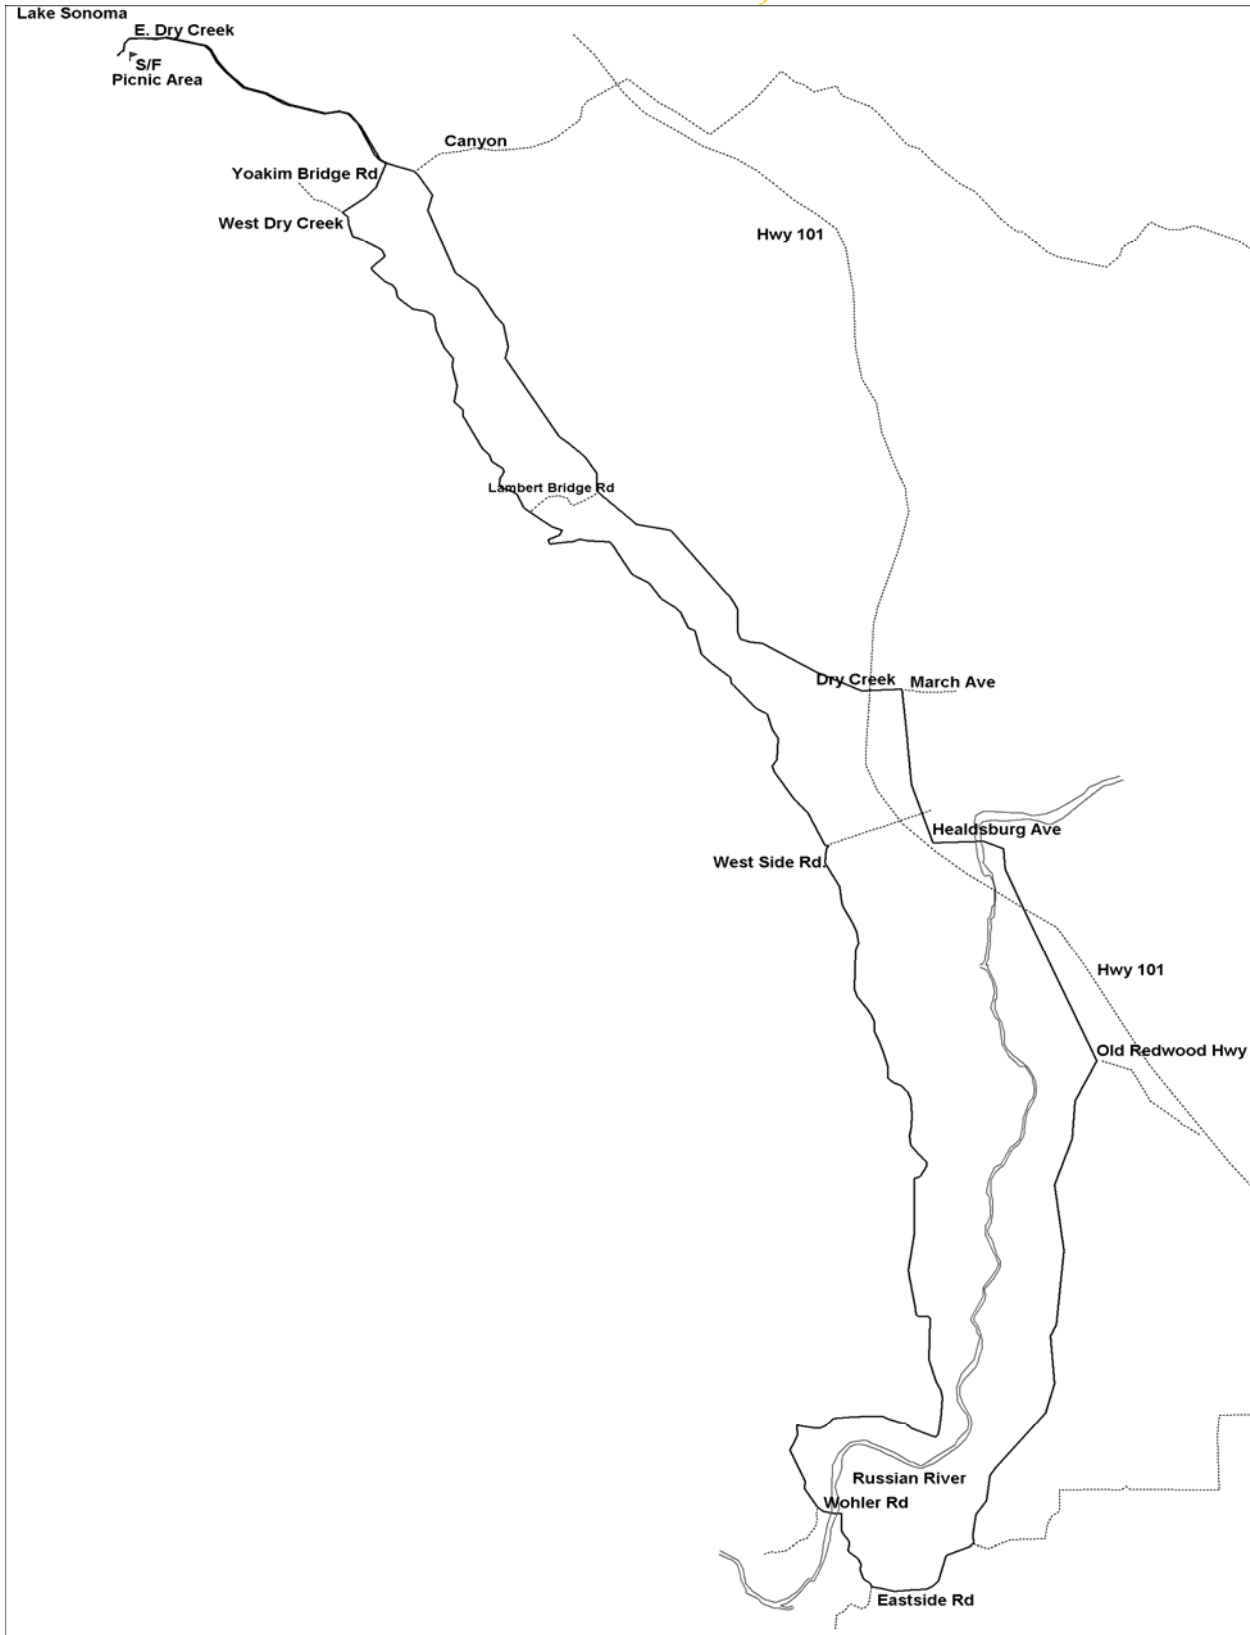 Lake Sonoma
E. Dry Creek
S/F
Picnic Area
Canyon
Yoakim Bridge Rd
West Dry Creek
Hwy 101
Lambert Bridge Rd
Dry Creek
March Ave
Healdsburg Ave
West Side Rd.
Hwy 101
Old Redwood Hwy
Russian River
Wohler Rd
Eastside Rd